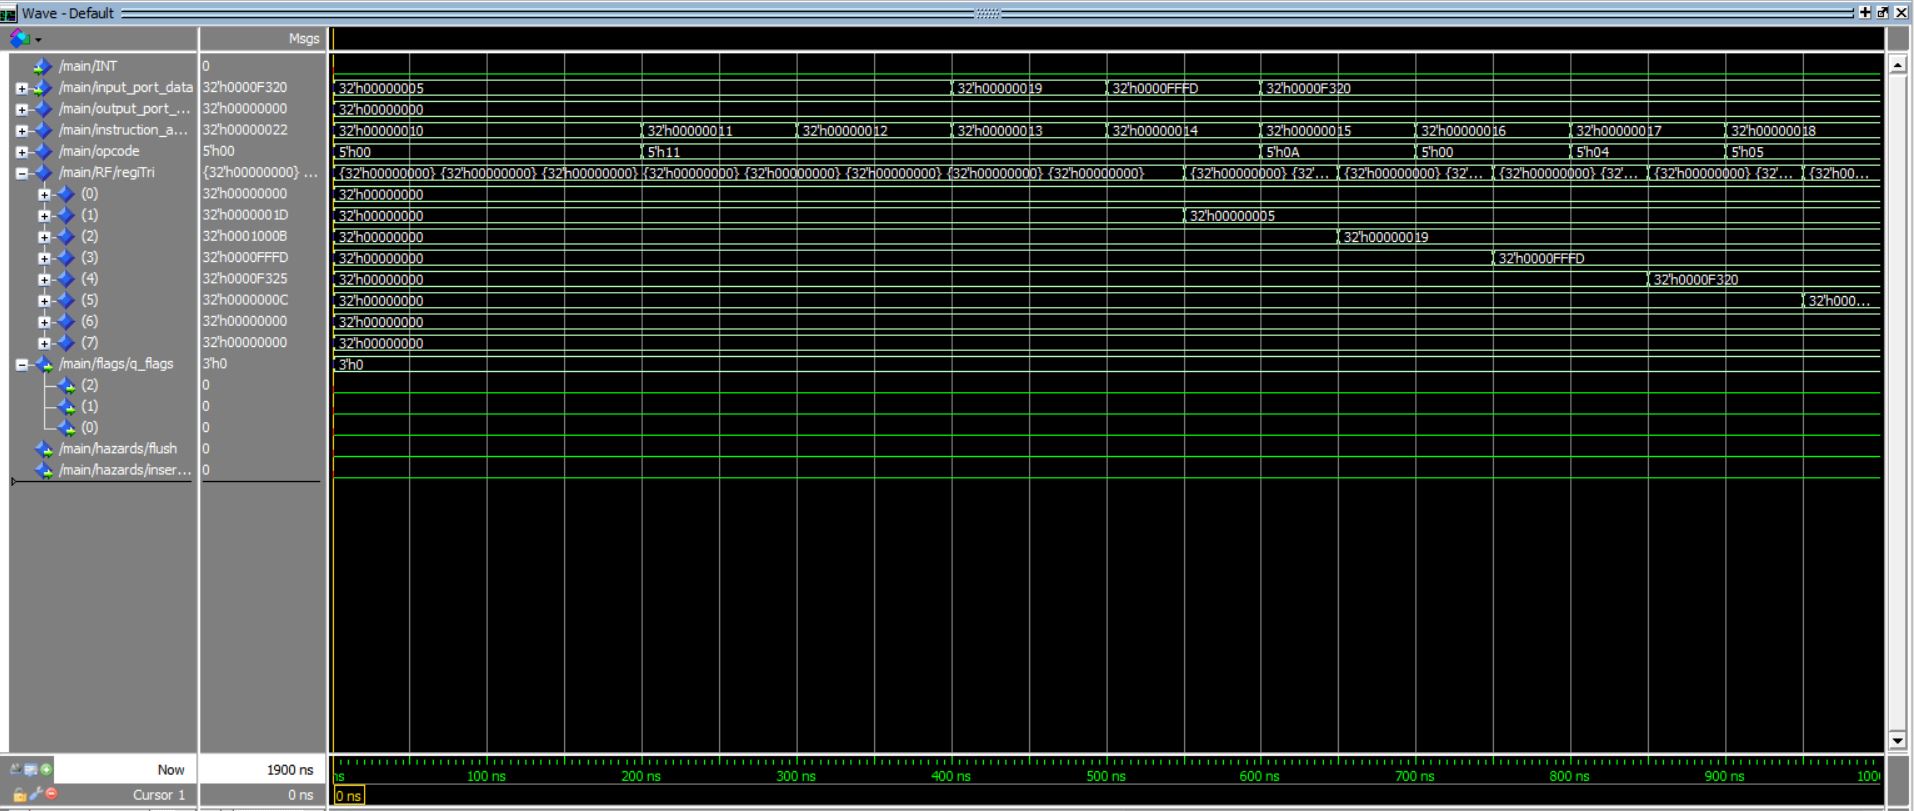 Wave - Default
Msgs
/main/INT 0
/main/input_port_data 32'h0000F320 32'h00000005 32'h00000019 32'h0000FFFD 32'h0000F320
/main/output_port_... 32'h00000000 32'h00000000
/main/instruction_a... 32'h00000022 32'h00000010 32'h00000011 32'h00000012 32'h00000013 32'h00000014 32'h00000015 32'h00000016 32'h00000017 32'h00000018
/main/opcode 5'h00 5'h00 5'h11 5'h0A 5'h00 5'h04 5'h05
/main/RF/regiTri {32'h00000000} ... {32'h00000000} {32'h00000000} {32'h00000000} {32'h00000000} {32'h00000000} {32'h00000000} {32'h00000000} {32'h00000000} {32'h00000000} {32'... {32'h00000000} {32'... {32'h00000000} {32'... {32'h00000000} {32'... {32'h00...
(0) 32'h00000000 32'h00000000
(1) 32'h0000001D 32'h00000000 32'h00000005
(2) 32'h0001000B 32'h00000000 32'h00000019
(3) 32'h0000FFFD 32'h00000000 32'h0000FFFD
(4) 32'h0000F325 32'h00000000 32'h0000F320
(5) 32'h0000000C 32'h00000000 32'h000...
(6) 32'h00000000 32'h00000000
(7) 32'h00000000 32'h00000000
/main/flags/q_flags 3'h0 3'h0
(2) 0
(1) 0
(0) 0
/main/hazards/flush 0
/main/hazards/inser... 0
Now 1900 ns ns 100 ns 200 ns 300 ns 400 ns 500 ns 600 ns 700 ns 800 ns 900 ns 100
Cursor 1 0 ns 0 ns